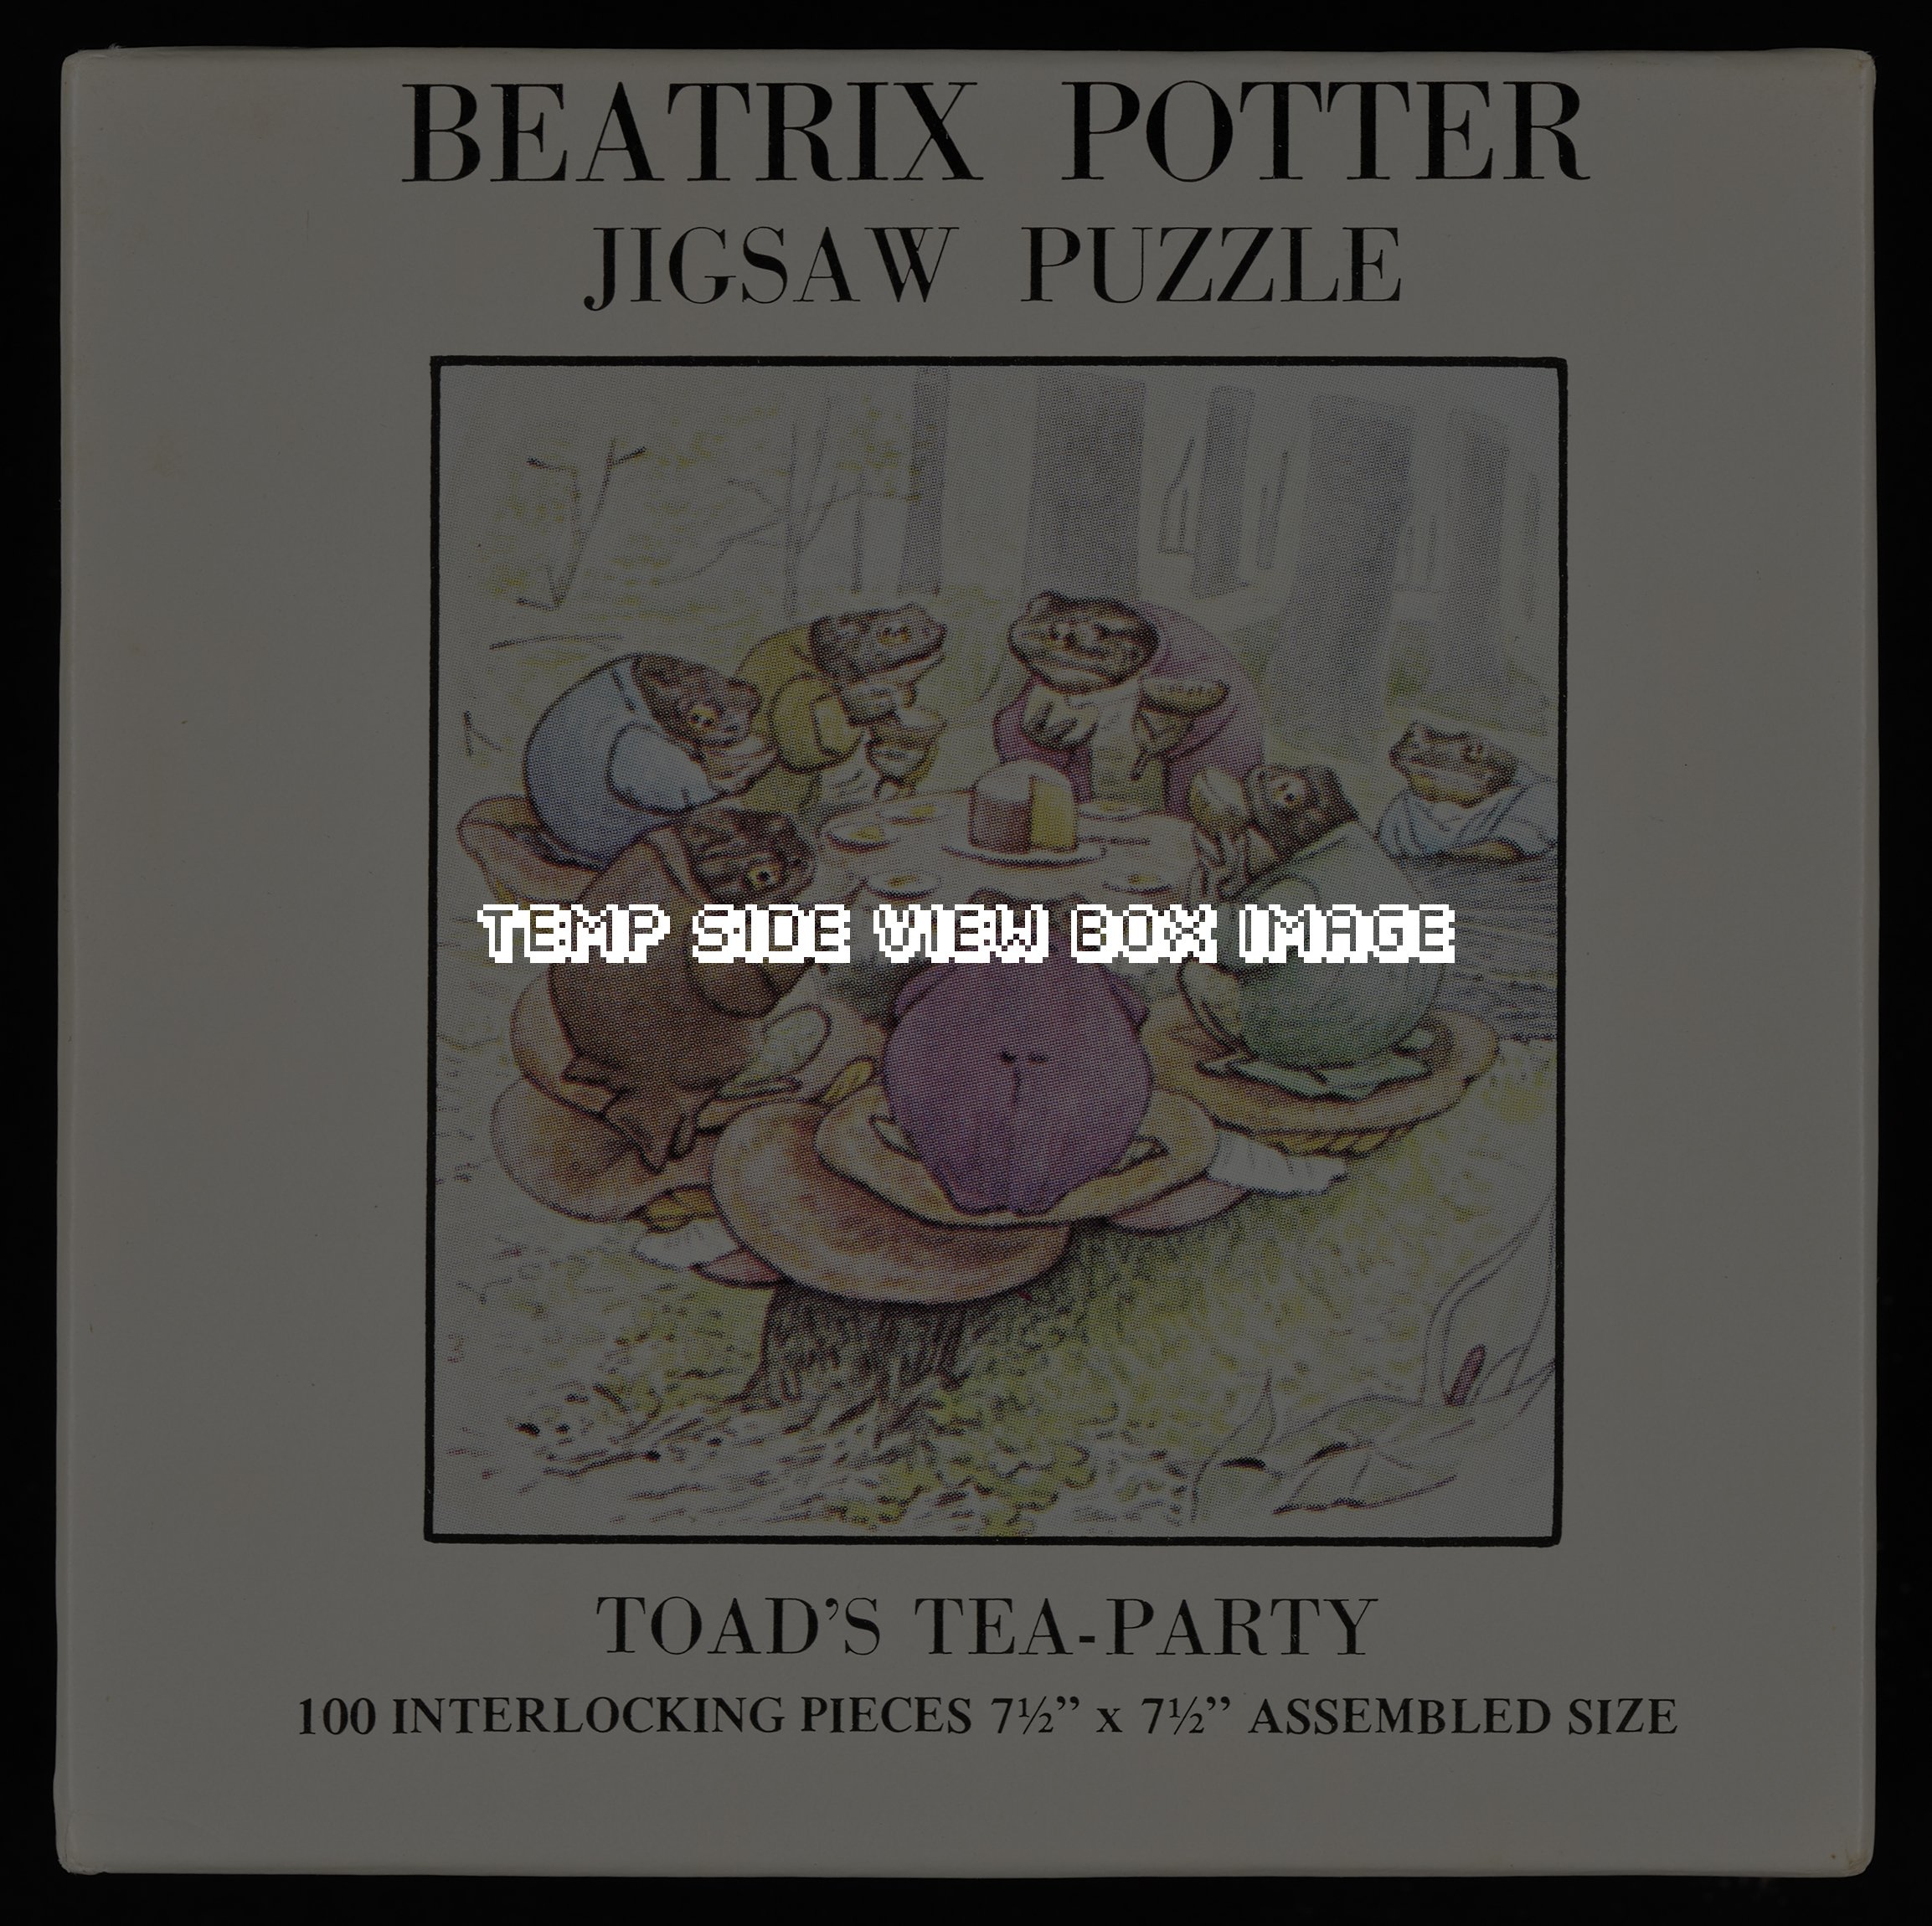 BEATRIX POTTER
JIGSAW PUZZLE
TEMP SIDE VIEW BOX IMAGE
TOAD’S TEA-PARTY
100 INTERLOCKING PIECES 7½” x 7½” ASSEMBLED SIZE